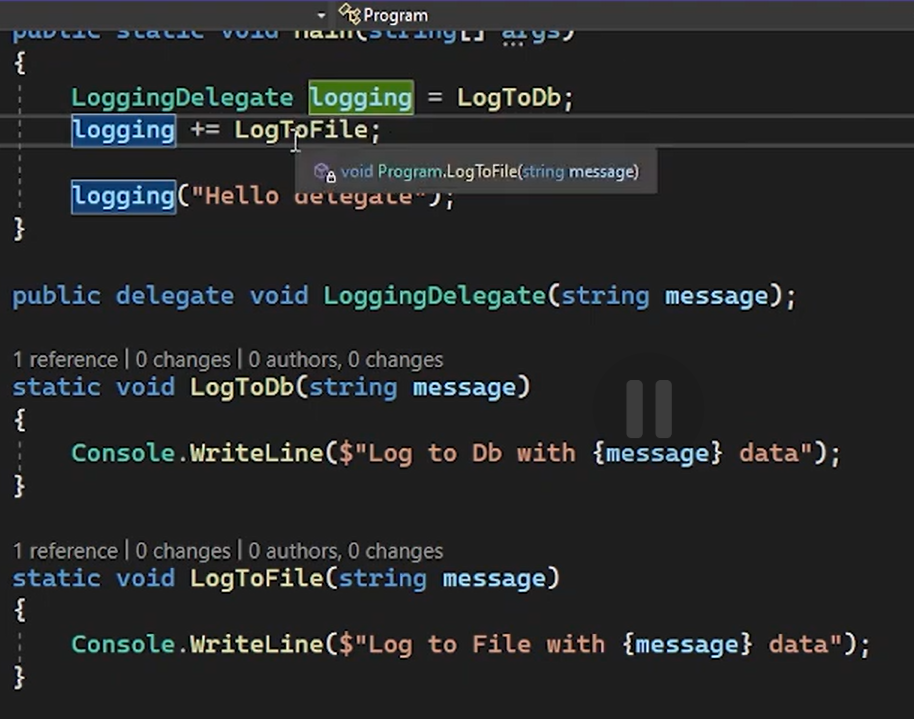 Program
public static void Main(string[] args)
{
LoggingDelegate logging = LogToDb;
logging += LogToFile;
void Program.LogToFile(string message)
logging("Hello delegate");
}
public delegate void LoggingDelegate(string message);
1 reference | 0 changes | 0 authors, 0 changes
static void LogToDb(string message)
{
Console.WriteLine($"Log to Db with {message} data");
}
1 reference | 0 changes | 0 authors, 0 changes
static void LogToFile(string message)
{
Console.WriteLine($"Log to File with {message} data");
}